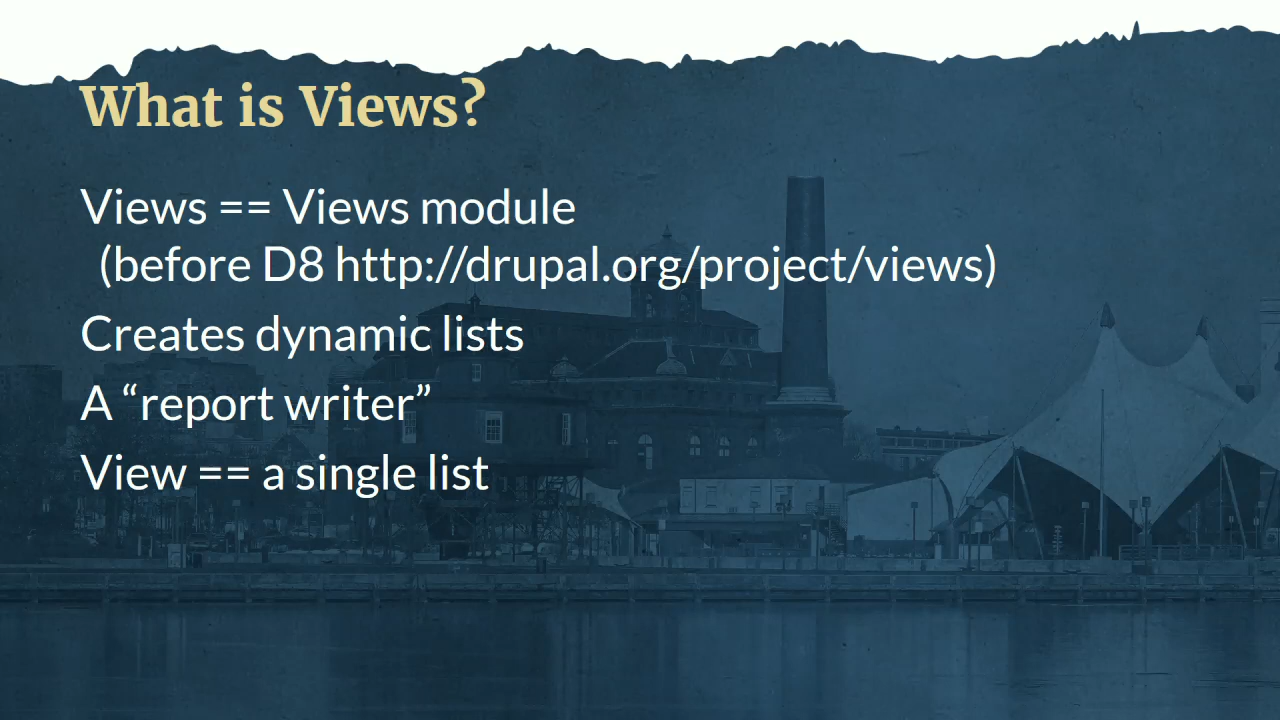 What is Views?
Views == Views module
(before D8 http://drupal.org/project/views)
Creates dynamic lists
A “report writer”
View == a single list